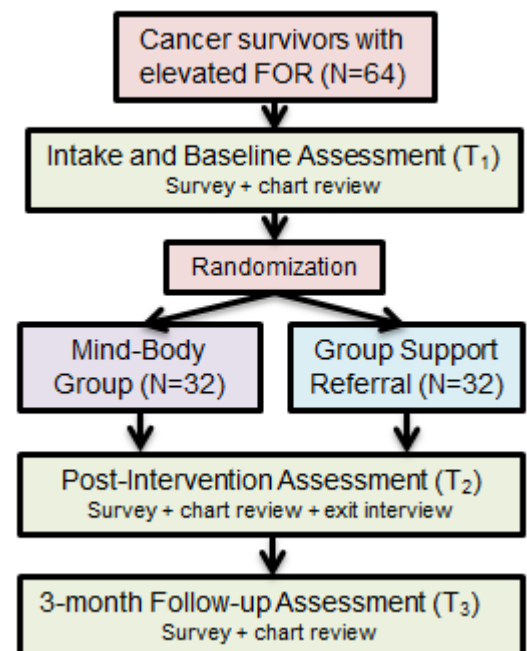 Cancer survivors with
elevated FOR (N=64)
Intake and Baseline Assessment (T₁)
Survey + chart review
Randomization
Mind-Body
Group (N=32)
Group Support
Referral (N=32)
Post-Intervention Assessment (T₂)
Survey + chart review + exit interview
3-month Follow-up Assessment (T₃)
Survey + chart review